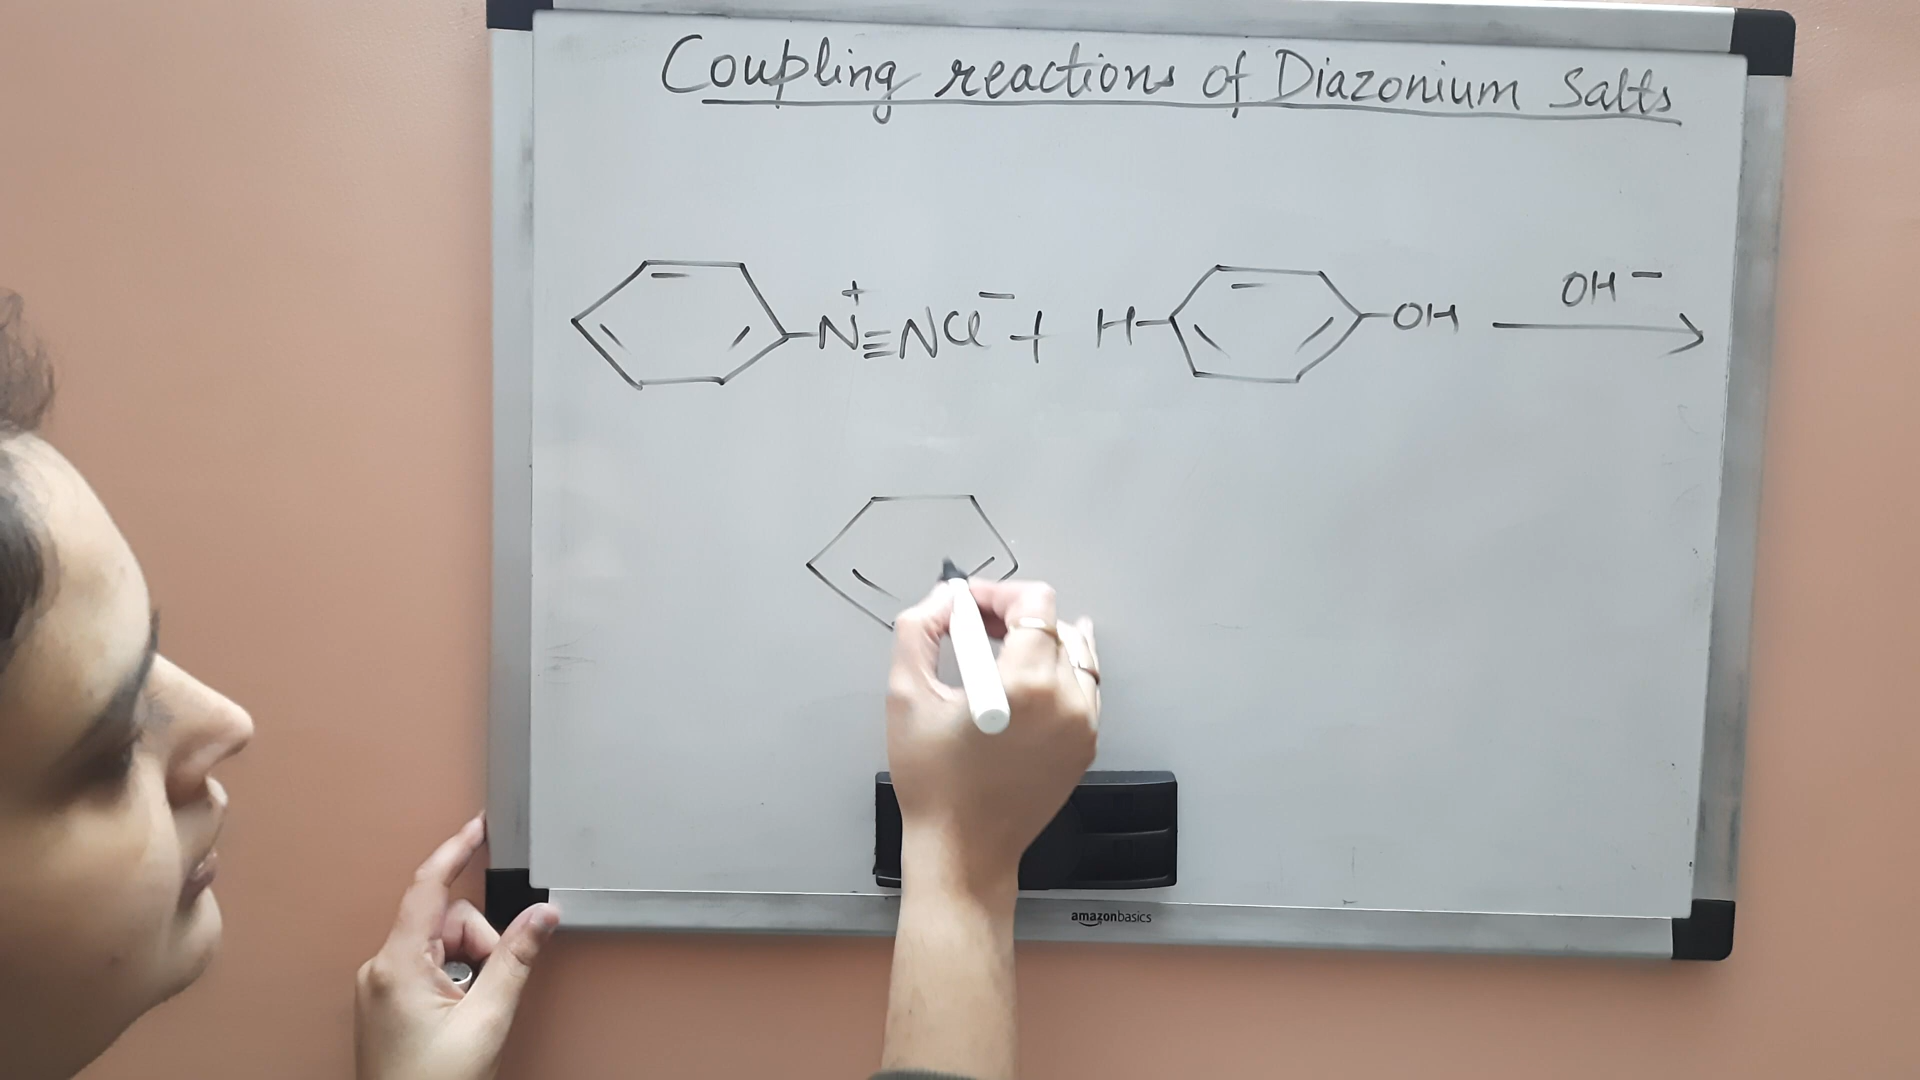 Coupling reactions of Diazonium Salts
N⁺≡NCl⁻ + H OH OH⁻ →
amazonbasics